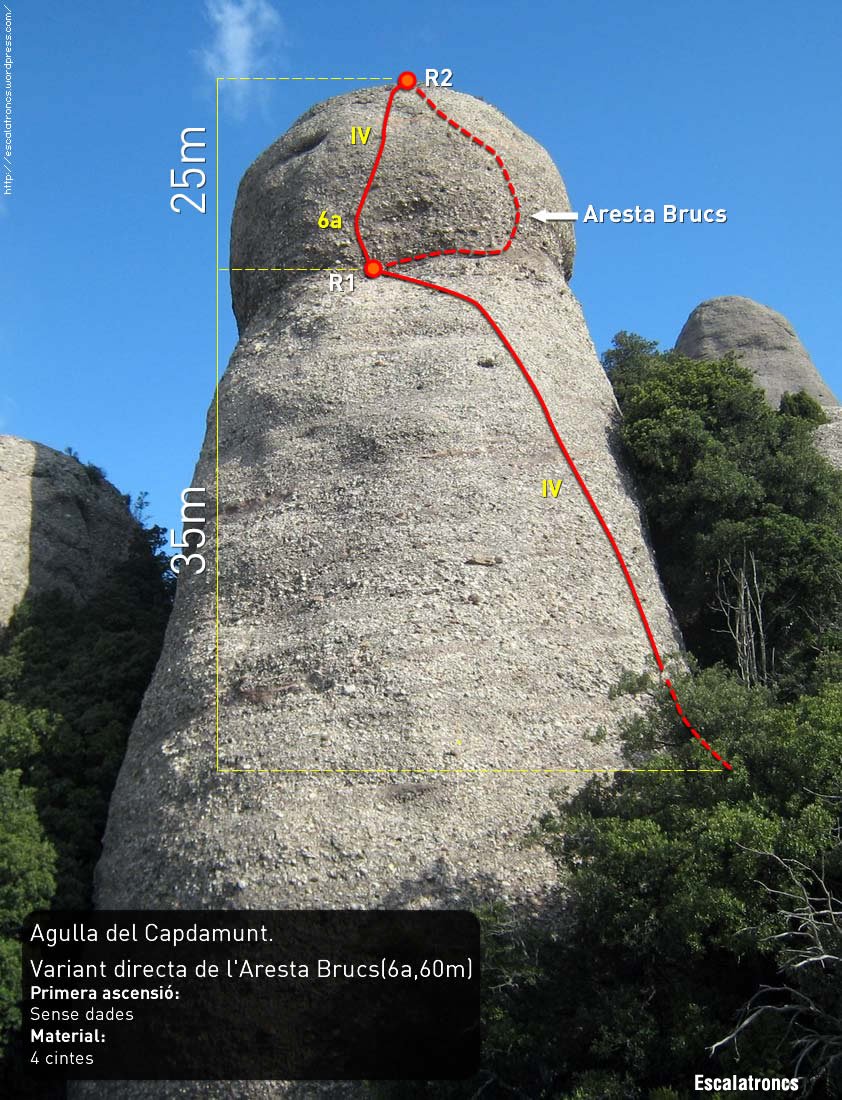 http://escalatroncs.wordpress.com/
R2
25m
IV
6a
Aresta Brucs
R1
IV
35m
Agulla del Capdamunt.
Variant directa de l'Aresta Brucs(6a,60m)
Primera ascensió:
Sense dades
Material:
4 cintes
Escalatroncs